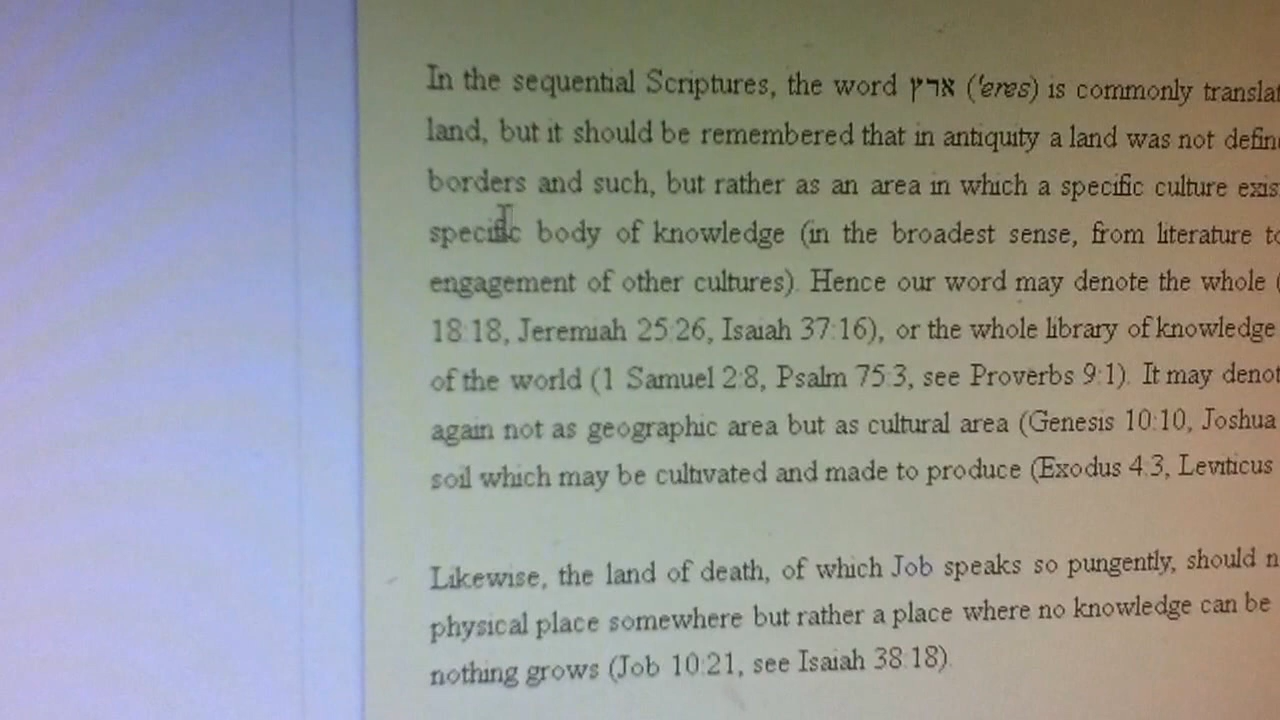 In the sequential Scriptures, the word ארץ ('eres) is commonly
land, but it should be remembered that in antiquity a land was not
borders and such, but rather as an area in which a specific culture
specific body of knowledge (in the broadest sense, from literature
engagement of other cultures). Hence our word may denote the whole (
18:18, Jeremiah 25:26, Isaiah 37:16), or the whole library of knowledge
of the world (1 Samuel 2:8, Psalm 75:3, see Proverbs 9:1). It may
again not as geographic area but as cultural area (Genesis 10:10, Joshua
soil which may be cultivated and made to produce (Exodus 4:3, Leviticus
Likewise, the land of death, of which Job speaks so pungently, should
physical place somewhere but rather a place where no knowledge can be
nothing grows (Job 10:21, see Isaiah 38:18).